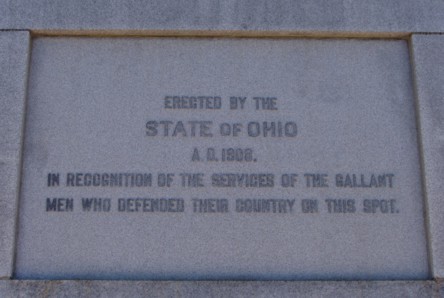 ERECTED BY THE
STATE OF OHIO
A.D. 1908.
IN RECOGNITION OF THE SERVICES OF THE GALLANT
MEN WHO DEFENDED THEIR COUNTRY ON THIS SPOT.